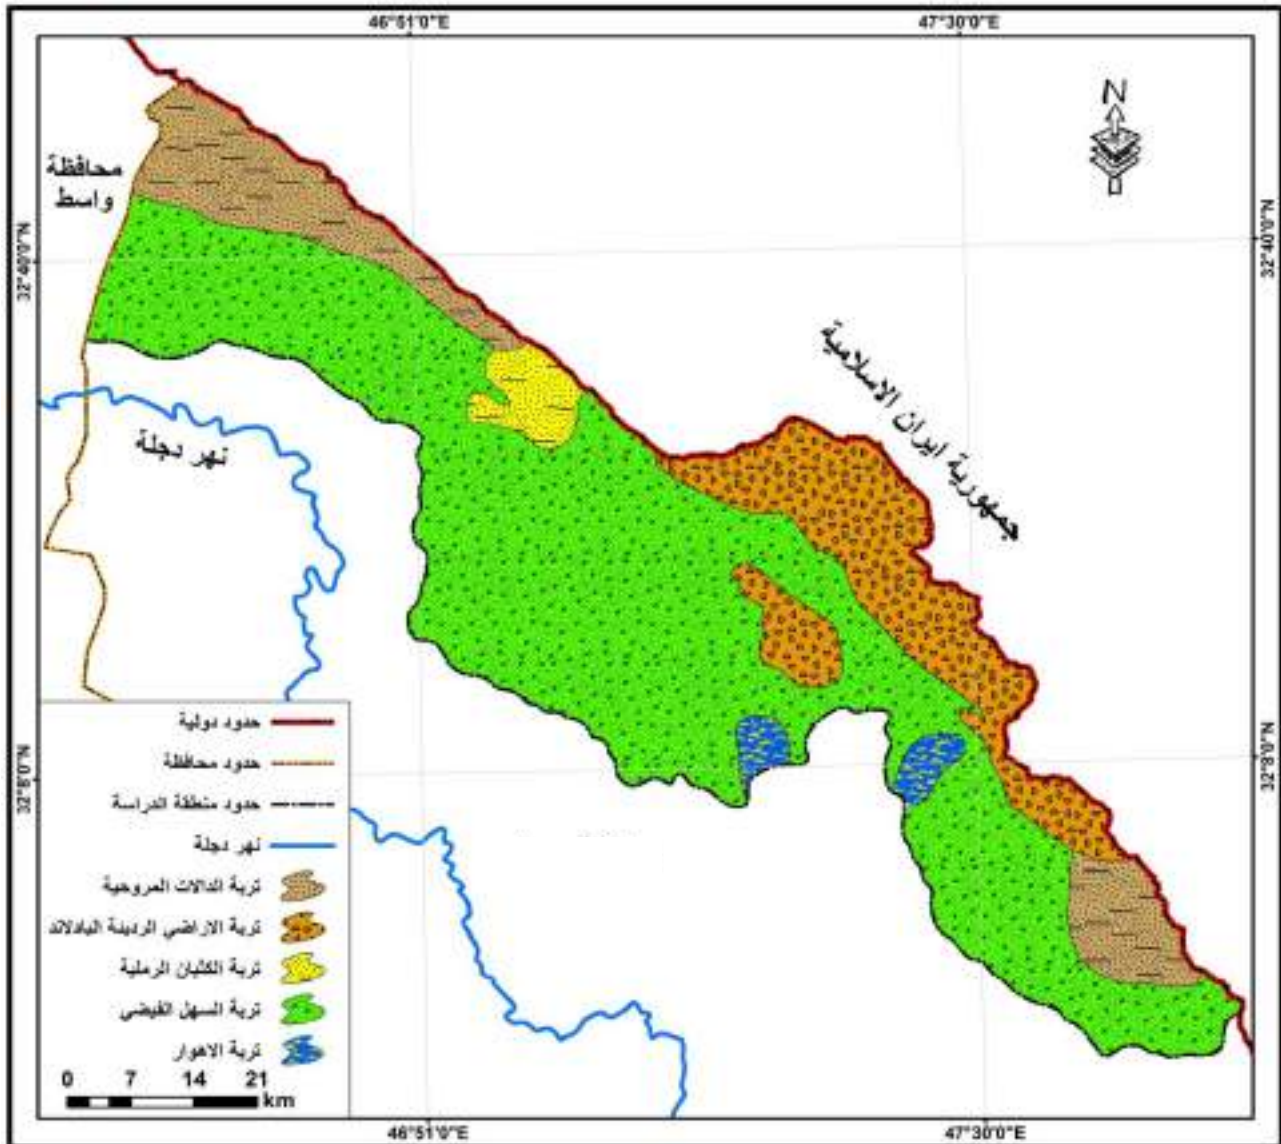 46°51'0"E
47°30'0"E
N
محافظة
واسط
32°40'0"N
32°40'0"N
جمهورية ايران الاسلامية
نهر دجلة
حدود دولية
حدود محافظة
حدود منطقة الدراسة
نهر دجلة
تربة الدالات المروحية
تربة الاراضي الرديئة البادلاند
تربة الكثبان الرملية
تربة السهل الفيضي
تربة الاهوار
0 7 14 21
km
32°8'0"N
32°8'0"N
46°51'0"E
47°30'0"E